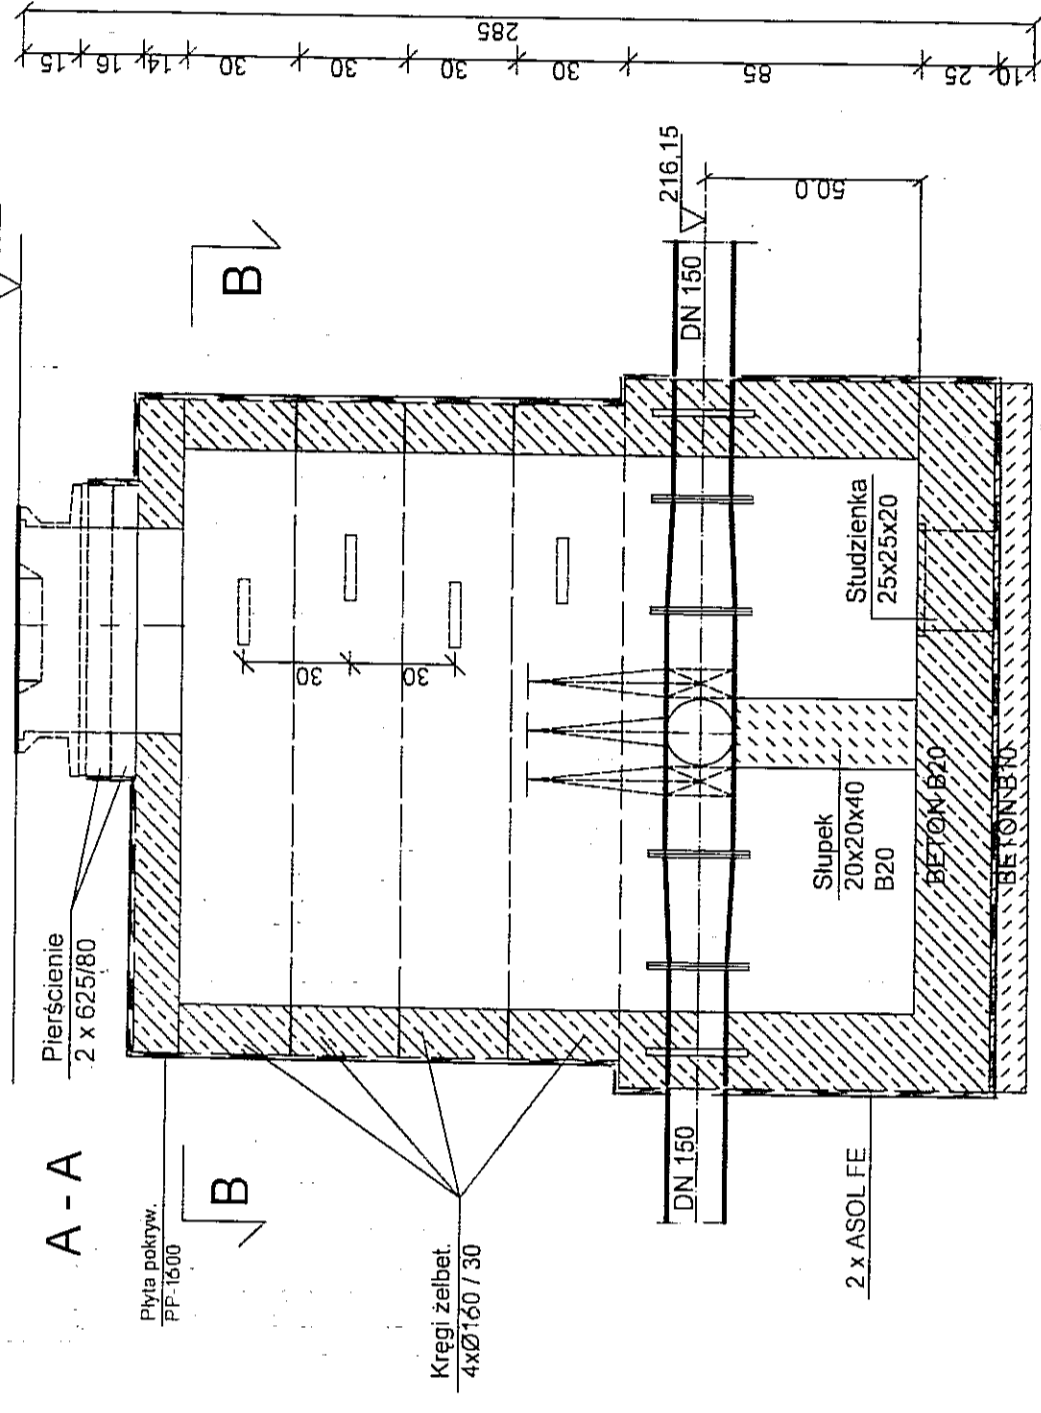 A - A
Pierścienie
2 x 625/80
Płyta pokryw.
PP-1600
B
B
Kręgi żelbet.
4xØ160 / 30
30
30
DN 150
DN 150
216,15
50.0
Studzienka
25x25x20
Słupek
20x20x40
B20
BETON B20
BETON B10
2 x ASOL FE
15
16
14
30
30
30
30
85
25
10
285